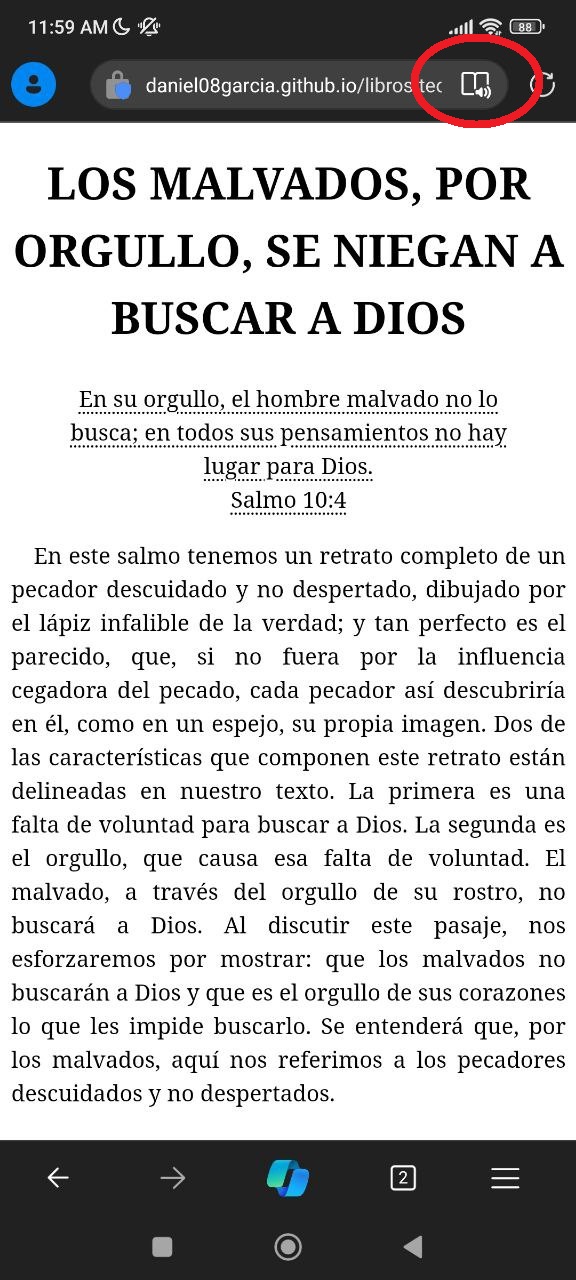 11:59 AM
88
daniel08garcia.github.io/libros/tec
LOS MALVADOS, POR
ORGULLO, SE NIEGAN A
BUSCAR A DIOS
En su orgullo, el hombre malvado no lo
busca; en todos sus pensamientos no hay
lugar para Dios.
Salmo 10:4
En este salmo tenemos un retrato completo de un
pecador descuidado y no despertado, dibujado por
el lápiz infalible de la verdad; y tan perfecto es el
parecido, que, si no fuera por la influencia
cegadora del pecado, cada pecador así descubriría
en él, como en un espejo, su propia imagen. Dos de
las características que componen este retrato están
delineadas en nuestro texto. La primera es una
falta de voluntad para buscar a Dios. La segunda es
el orgullo, que causa esa falta de voluntad. El
malvado, a través del orgullo de su rostro, no
buscará a Dios. Al discutir este pasaje, nos
esforzaremos por mostrar: que los malvados no
buscarán a Dios y que es el orgullo de sus corazones
lo que les impide buscarlo. Se entenderá que, por
los malvados, aquí nos referimos a los pecadores
descuidados y no despertados.
2